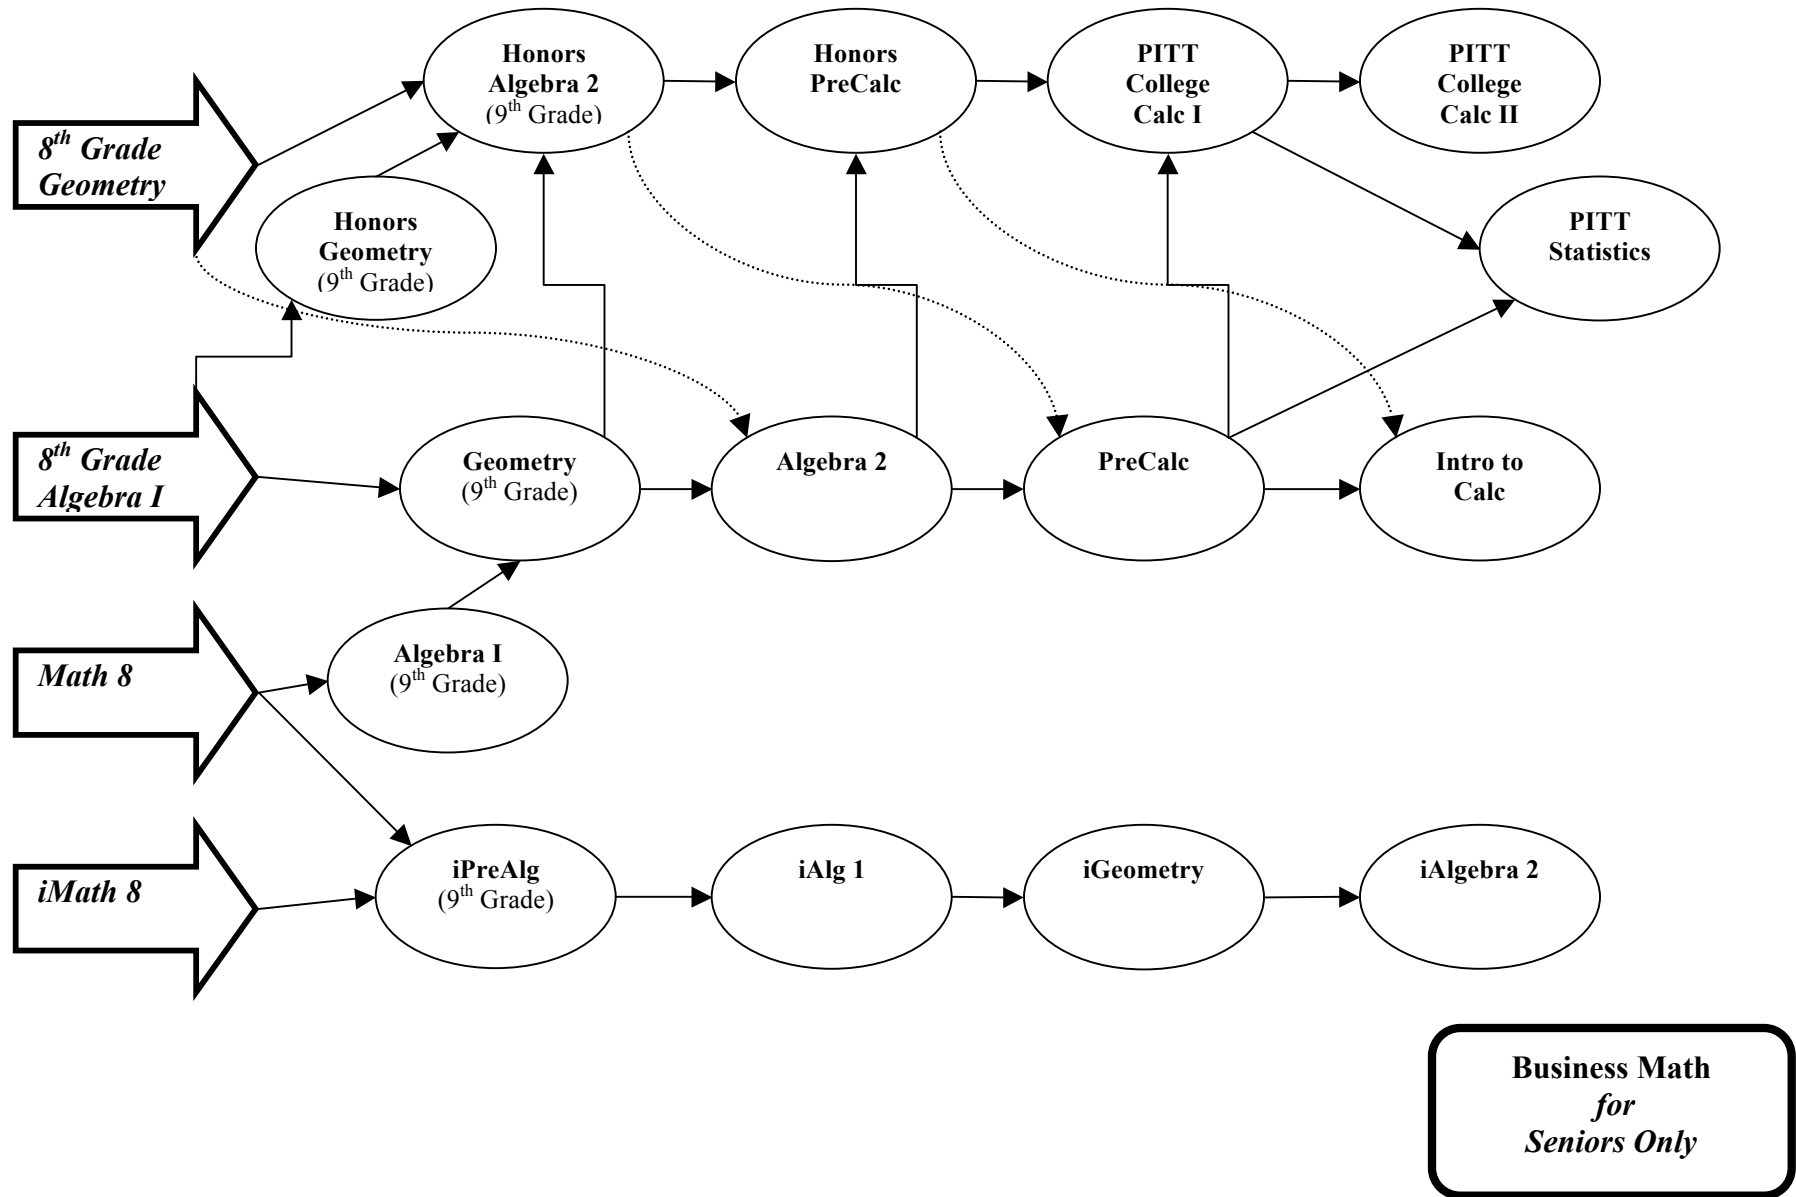 Honors
Algebra 2
(9th Grade)
Honors
PreCalc
PITT
College
Calc I
PITT
College
Calc II
8th Grade
Geometry
Honors
Geometry
(9th Grade)
PITT
Statistics
8th Grade
Algebra I
Geometry
(9th Grade)
Algebra 2
PreCalc
Intro to
Calc
Math 8
Algebra I
(9th Grade)
iMath 8
iPreAlg
(9th Grade)
iAlg 1
iGeometry
iAlgebra 2
Business Math
for
Seniors Only